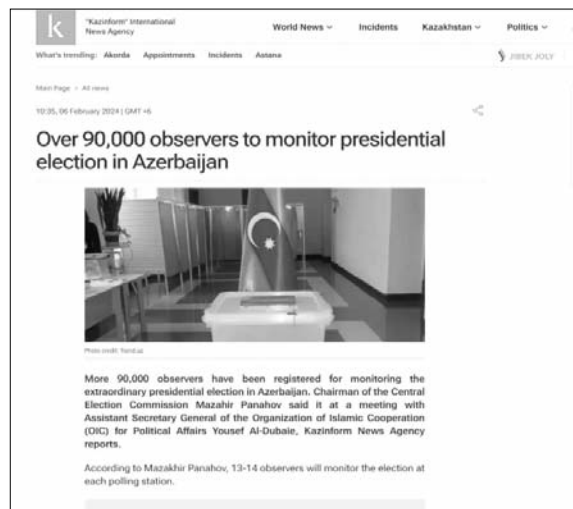 k
"Kazinform" International
News Agency
World News
Incidents
Kazakhstan
Politics
What's trending: Akorda Appointments Incidents Astana
JIBEK JOLY
Main Page › All news
10:35, 06 February 2024 | GMT +6
Over 90,000 observers to monitor presidential
election in Azerbaijan
Photo credit:
More 90,000 observers have been registered for monitoring the
extraordinary presidential election in Azerbaijan. Chairman of the Central
Election Commission Mazahir Panahov said it at a meeting with
Assistant Secretary General of the Organization of Islamic Cooperation
(OIC) for Political Affairs Yousef Al-Dubaie, Kazinform News Agency
reports.
According to Mazakhir Panahov, 13-14 observers will monitor the election at
each polling station.